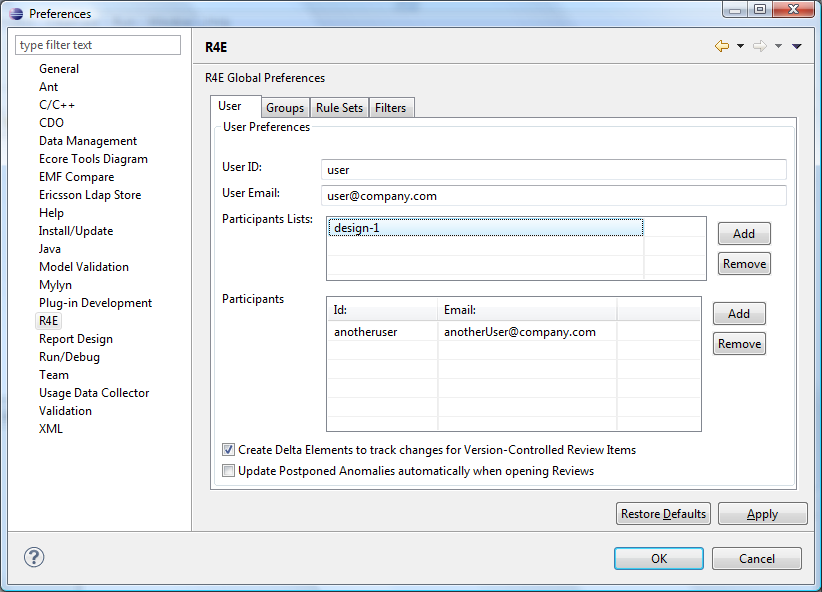 Preferences
type filter text
General
Ant
C/C++
CDO
Data Management
Ecore Tools Diagram
EMF Compare
Ericsson Ldap Store
Help
Install/Update
Java
Model Validation
Mylyn
Plug-in Development
R4E
Report Design
Run/Debug
Team
Usage Data Collector
Validation
XML
R4E
R4E Global Preferences
User Groups Rule Sets Filters
User Preferences
User ID: user
User Email: user@company.com
Participants Lists: design-1
Add
Remove
Participants
Id: Email:
anotheruser anotherUser@company.com
Add
Remove
Create Delta Elements to track changes for Version-Controlled Review Items
Update Postponed Anomalies automatically when opening Reviews
Restore Defaults Apply
? OK Cancel